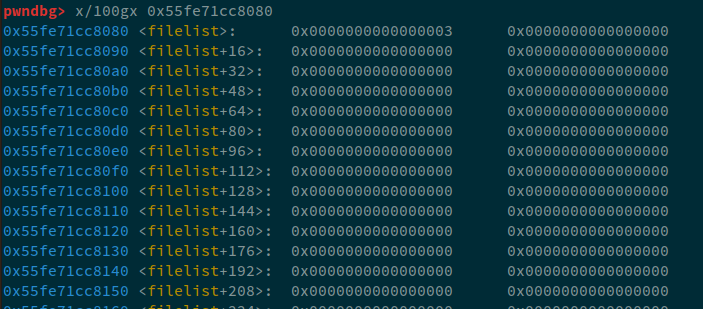 pwndbg> x/100gx 0x55fe71cc8080
0x55fe71cc8080 <filelist>: 0x0000000000000003 0x0000000000000000
0x55fe71cc8090 <filelist+16>: 0x0000000000000000 0x0000000000000000
0x55fe71cc80a0 <filelist+32>: 0x0000000000000000 0x0000000000000000
0x55fe71cc80b0 <filelist+48>: 0x0000000000000000 0x0000000000000000
0x55fe71cc80c0 <filelist+64>: 0x0000000000000000 0x0000000000000000
0x55fe71cc80d0 <filelist+80>: 0x0000000000000000 0x0000000000000000
0x55fe71cc80e0 <filelist+96>: 0x0000000000000000 0x0000000000000000
0x55fe71cc80f0 <filelist+112>: 0x0000000000000000 0x0000000000000000
0x55fe71cc8100 <filelist+128>: 0x0000000000000000 0x0000000000000000
0x55fe71cc8110 <filelist+144>: 0x0000000000000000 0x0000000000000000
0x55fe71cc8120 <filelist+160>: 0x0000000000000000 0x0000000000000000
0x55fe71cc8130 <filelist+176>: 0x0000000000000000 0x0000000000000000
0x55fe71cc8140 <filelist+192>: 0x0000000000000000 0x0000000000000000
0x55fe71cc8150 <filelist+208>: 0x0000000000000000 0x0000000000000000